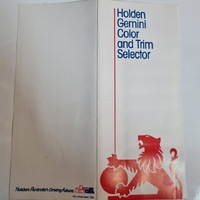 Holden
Gemini
Color
and Trim
Selector
Holden. Australia's Driving Future.